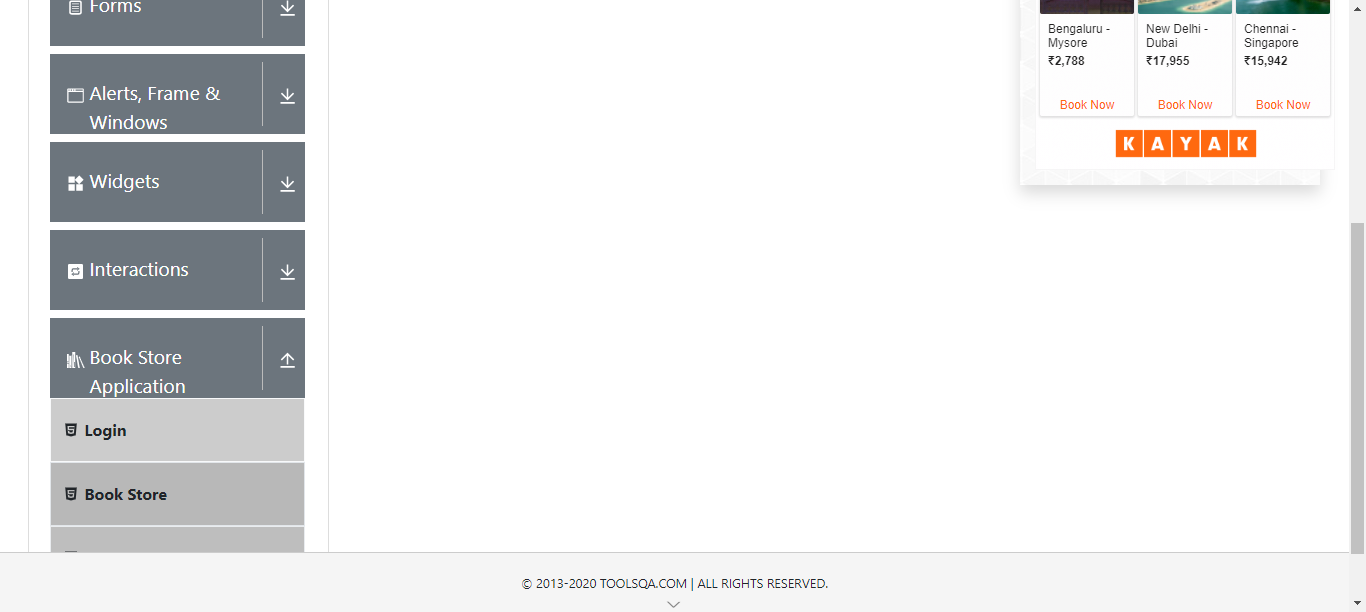 Forms
Alerts, Frame &
Windows
Widgets
Interactions
Book Store
Application
Login
Book Store
Bengaluru -
Mysore
₹2,788
Book Now
New Delhi -
Dubai
₹17,955
Book Now
Chennai -
Singapore
₹15,942
Book Now
KAYAK
© 2013-2020 TOOLSQA.COM | ALL RIGHTS RESERVED.